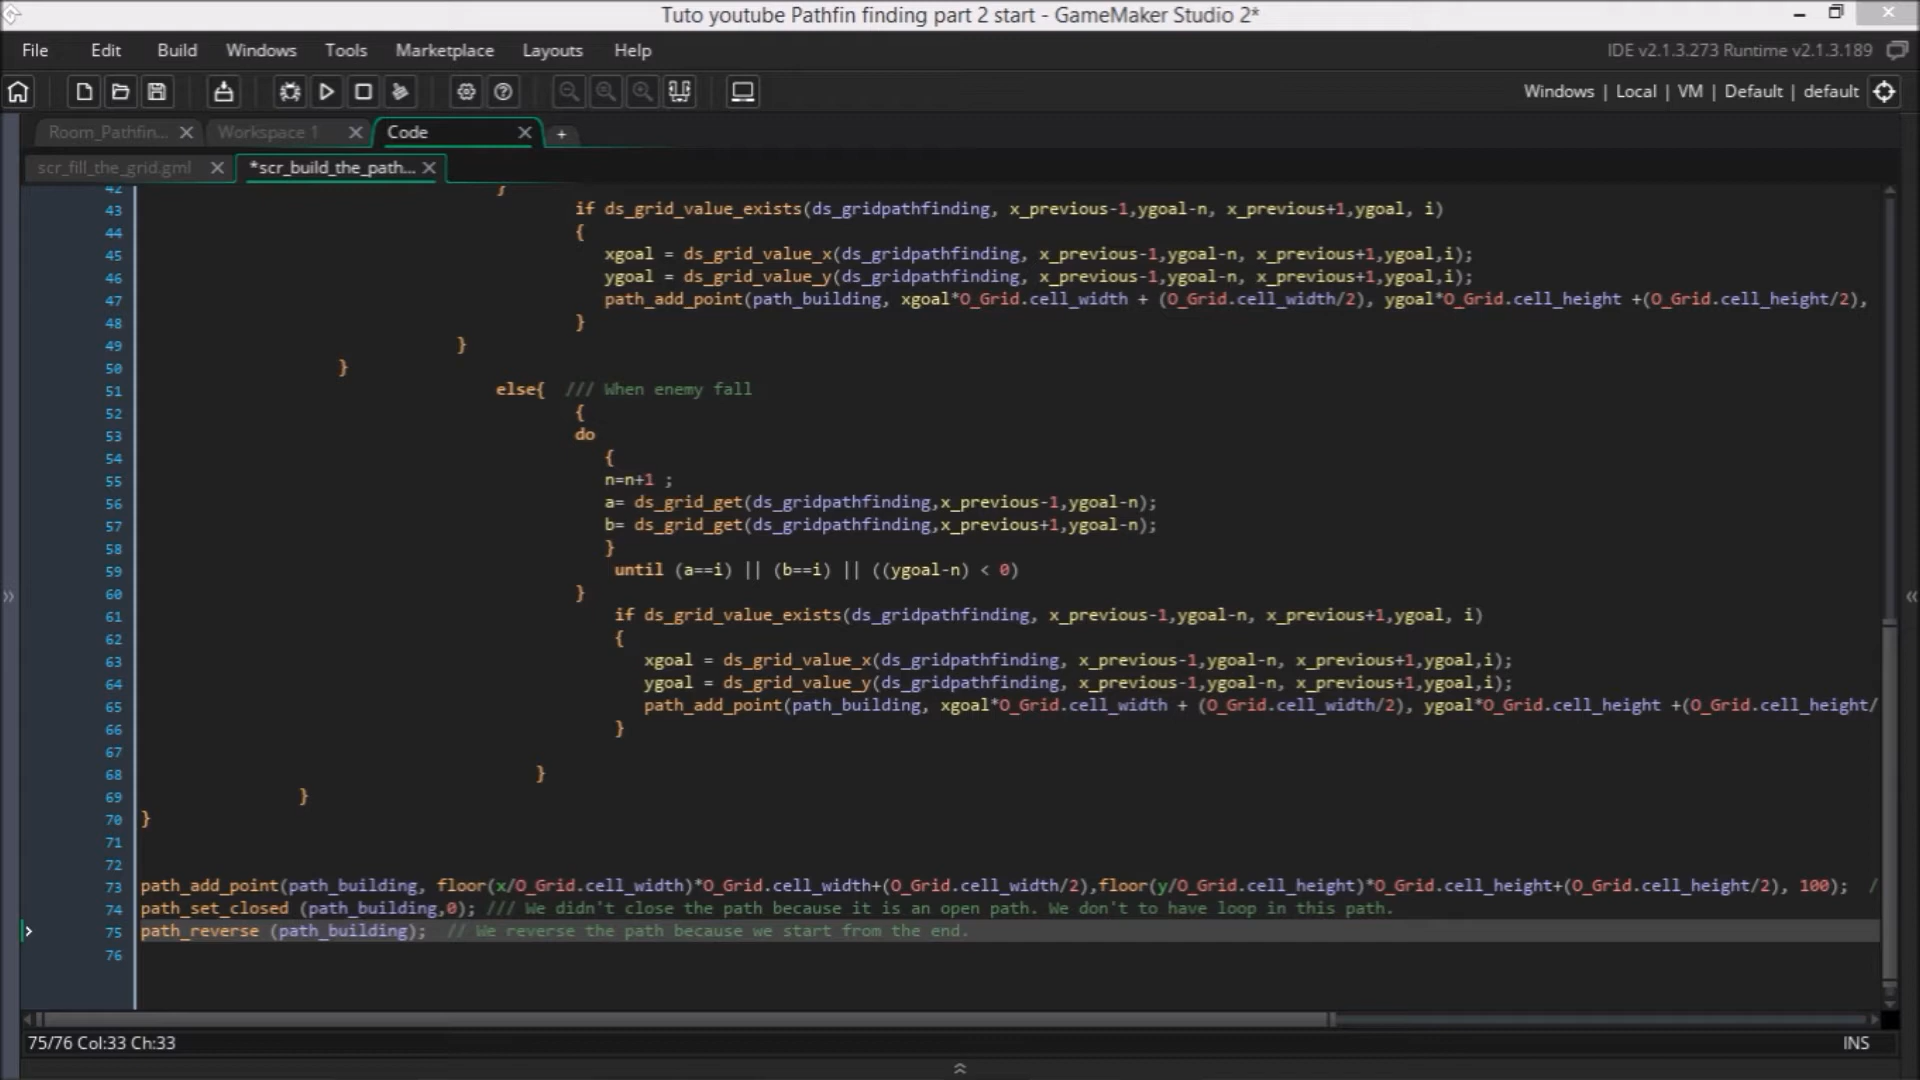 Tuto youtube Pathfin finding part 2 start - GameMaker Studio 2*
File Edit Build Windows Tools Marketplace Layouts Help IDE v2.1.3.273 Runtime v2.1.3.189
Windows | Local | VM | Default | default
Room_Pathfin... Workspace 1 Code +
scr_fill_the_grid.gml *scr_build_the_path...
42 }
43 if ds_grid_value_exists(ds_gridpathfinding, x_previous-1,ygoal-n, x_previous+1,ygoal, i)
44 {
45 xgoal = ds_grid_value_x(ds_gridpathfinding, x_previous-1,ygoal-n, x_previous+1,ygoal,i);
46 ygoal = ds_grid_value_y(ds_gridpathfinding, x_previous-1,ygoal-n, x_previous+1,ygoal,i);
47 path_add_point(path_building, xgoal*O_Grid.cell_width + (O_Grid.cell_width/2), ygoal*O_Grid.cell_height +(O_Grid.cell_height/2),
48 }
49 }
50 }
51 else{ /// When enemy fall
52 {
53 do
54 {
55 n=n+1 ;
56 a= ds_grid_get(ds_gridpathfinding,x_previous-1,ygoal-n);
57 b= ds_grid_get(ds_gridpathfinding,x_previous+1,ygoal-n);
58 }
59 until (a==i) || (b==i) || ((ygoal-n) < 0)
60 }
61 if ds_grid_value_exists(ds_gridpathfinding, x_previous-1,ygoal-n, x_previous+1,ygoal, i)
62 {
63 xgoal = ds_grid_value_x(ds_gridpathfinding, x_previous-1,ygoal-n, x_previous+1,ygoal,i);
64 ygoal = ds_grid_value_y(ds_gridpathfinding, x_previous-1,ygoal-n, x_previous+1,ygoal,i);
65 path_add_point(path_building, xgoal*O_Grid.cell_width + (O_Grid.cell_width/2), ygoal*O_Grid.cell_height +(O_Grid.cell_height/
66 }
67
68 }
69 }
70 }
71
72
73 path_add_point(path_building, floor(x/O_Grid.cell_width)*O_Grid.cell_width+(O_Grid.cell_width/2),floor(y/O_Grid.cell_height)*O_Grid.cell_height+(O_Grid.cell_height/2), 100); /
74 path_set_closed (path_building,0); /// We didn't close the path because it is an open path. We don't to have loop in this path.
75 path_reverse (path_building); // We reverse the path because we start from the end.
76
75/76 Col:33 Ch:33 INS